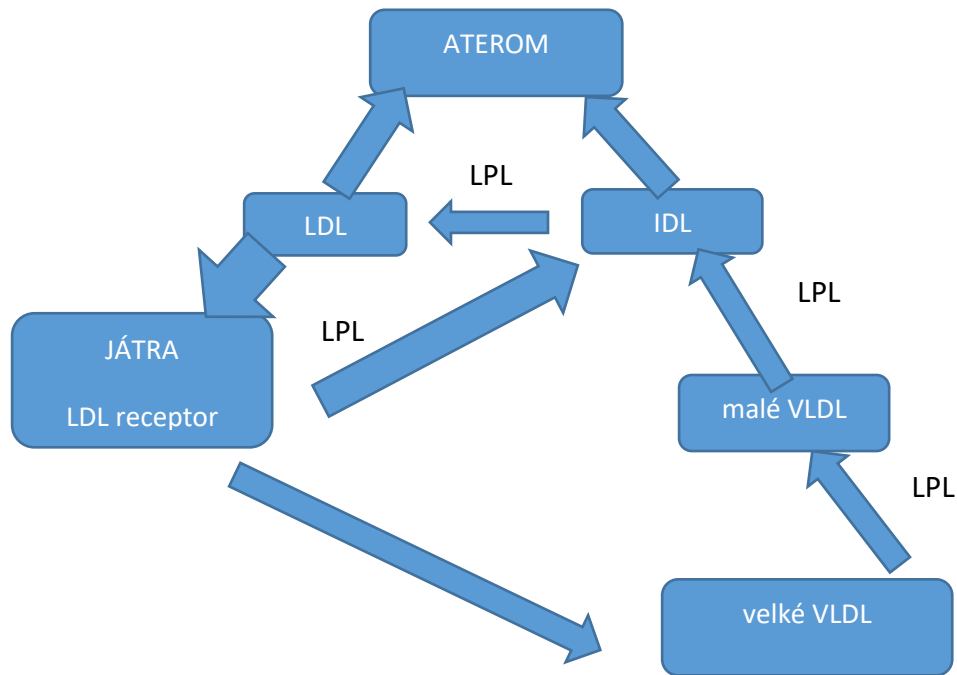 ATEROM
LPL
LDL
IDL
LPL
LPL
JÁTRA
LDL receptor
malé VLDL
LPL
velké VLDL